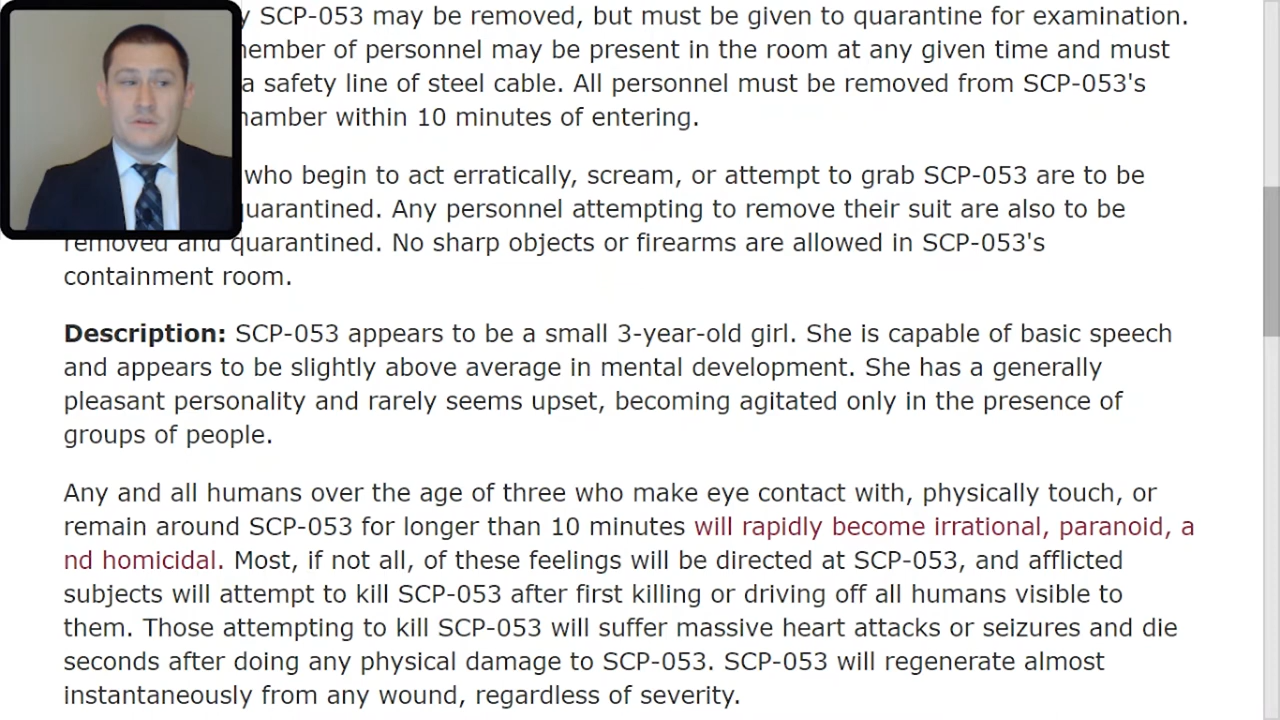 SCP-053 may be removed, but must be given to quarantine for examination.
member of personnel may be present in the room at any given time and must
a safety line of steel cable. All personnel must be removed from SCP-053's
chamber within 10 minutes of entering.
who begin to act erratically, scream, or attempt to grab SCP-053 are to be
quarantined. Any personnel attempting to remove their suit are also to be
removed and quarantined. No sharp objects or firearms are allowed in SCP-053's
containment room.
Description: SCP-053 appears to be a small 3-year-old girl. She is capable of basic speech
and appears to be slightly above average in mental development. She has a generally
pleasant personality and rarely seems upset, becoming agitated only in the presence of
groups of people.
Any and all humans over the age of three who make eye contact with, physically touch, or
remain around SCP-053 for longer than 10 minutes will rapidly become irrational, paranoid, a
nd homicidal. Most, if not all, of these feelings will be directed at SCP-053, and afflicted
subjects will attempt to kill SCP-053 after first killing or driving off all humans visible to
them. Those attempting to kill SCP-053 will suffer massive heart attacks or seizures and die
seconds after doing any physical damage to SCP-053. SCP-053 will regenerate almost
instantaneously from any wound, regardless of severity.